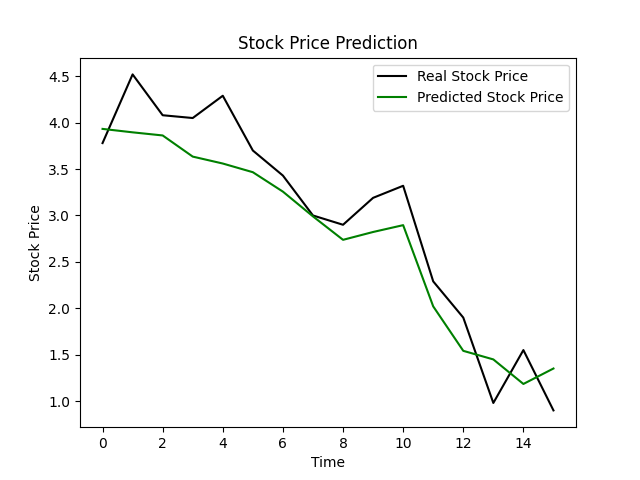 Stock Price Prediction
Real Stock Price
Predicted Stock Price
Stock Price
4.5
4.0
3.5
3.0
2.5
2.0
1.5
1.0
0 2 4 6 8 10 12 14
Time